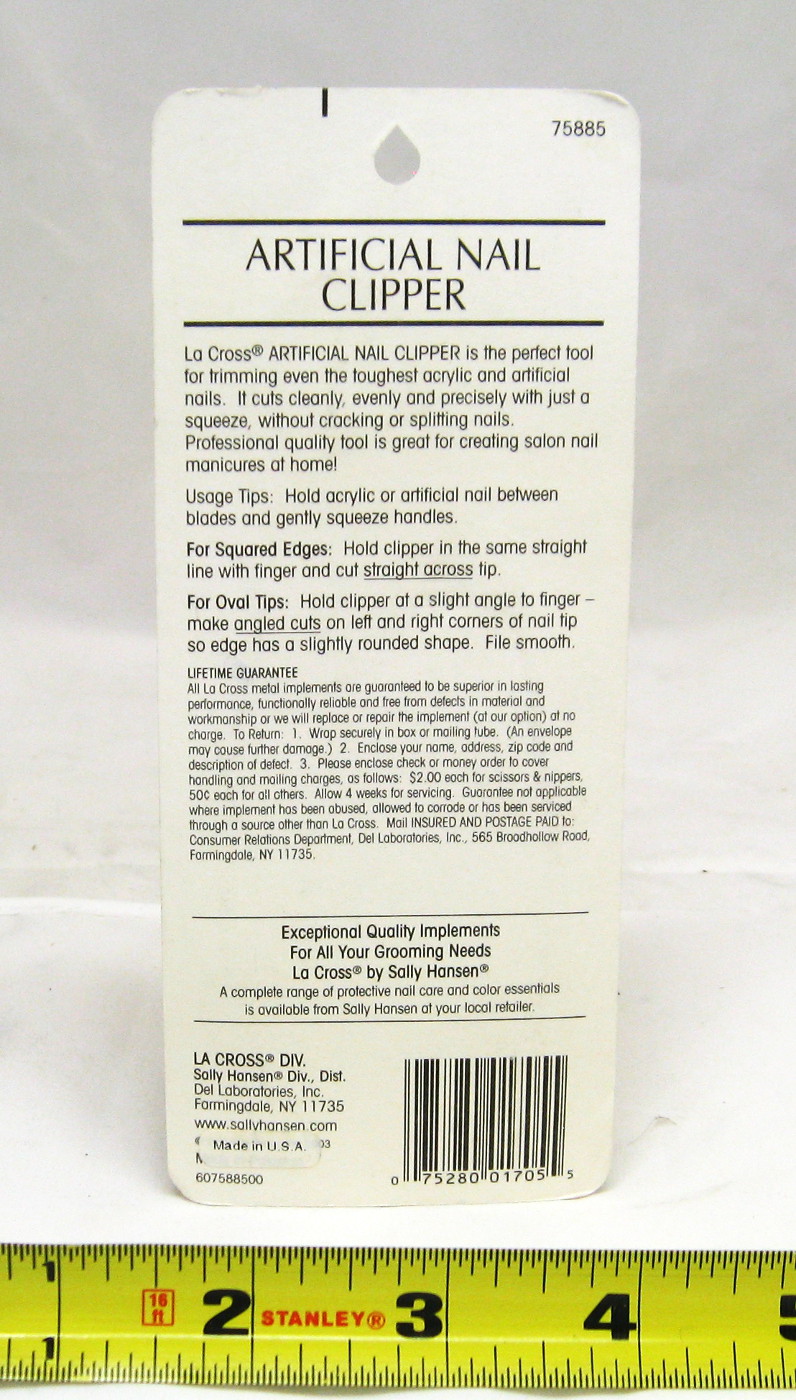 75885
ARTIFICIAL NAIL
CLIPPER
La Cross® ARTIFICIAL NAIL CLIPPER is the perfect tool
for trimming even the toughest acrylic and artificial
nails. It cuts cleanly, evenly and precisely with just a
squeeze, without cracking or splitting nails.
Professional quality tool is great for creating salon nail
manicures at home!
Usage Tips: Hold acrylic or artificial nail between
blades and gently squeeze handles.
For Squared Edges: Hold clipper in the same straight
line with finger and cut straight across tip.
For Oval Tips: Hold clipper at a slight angle to finger –
make angled cuts on left and right corners of nail tip
so edge has a slightly rounded shape. File smooth.
LIFETIME GUARANTEE
All La Cross metal implements are guaranteed to be superior in lasting
performance, functionally reliable and free from defects in material and
workmanship or we will replace or repair the implement (at our option) at no
charge. To Return: 1. Wrap securely in box or mailing tube. (An envelope
may cause further damage.) 2. Enclose your name, address, zip code and
description of defect. 3. Please enclose check or money order to cover
handling and mailing charges, as follows: $2.00 each for scissors & nippers,
50¢ each for all others. Allow 4 weeks for servicing. Guarantee not applicable
where implement has been abused, allowed to corrode or has been serviced
through a source other than La Cross. Mail INSURED AND POSTAGE PAID to:
Consumer Relations Department, Del Laboratories, Inc., 565 Broadhollow Road,
Farmingdale, NY 11735.
Exceptional Quality Implements
For All Your Grooming Needs
La Cross® by Sally Hansen®
A complete range of protective nail care and color essentials
is available from Sally Hansen at your local retailer.
LA CROSS® DIV.
Sally Hansen® Div., Dist.
Del Laboratories, Inc.
Farmingdale, NY 11735
www.sallyhansen.com
Made in U.S.A.
607588500
0 75280 01705 5
1 2 3 4 5
16 ft STANLEY®
1